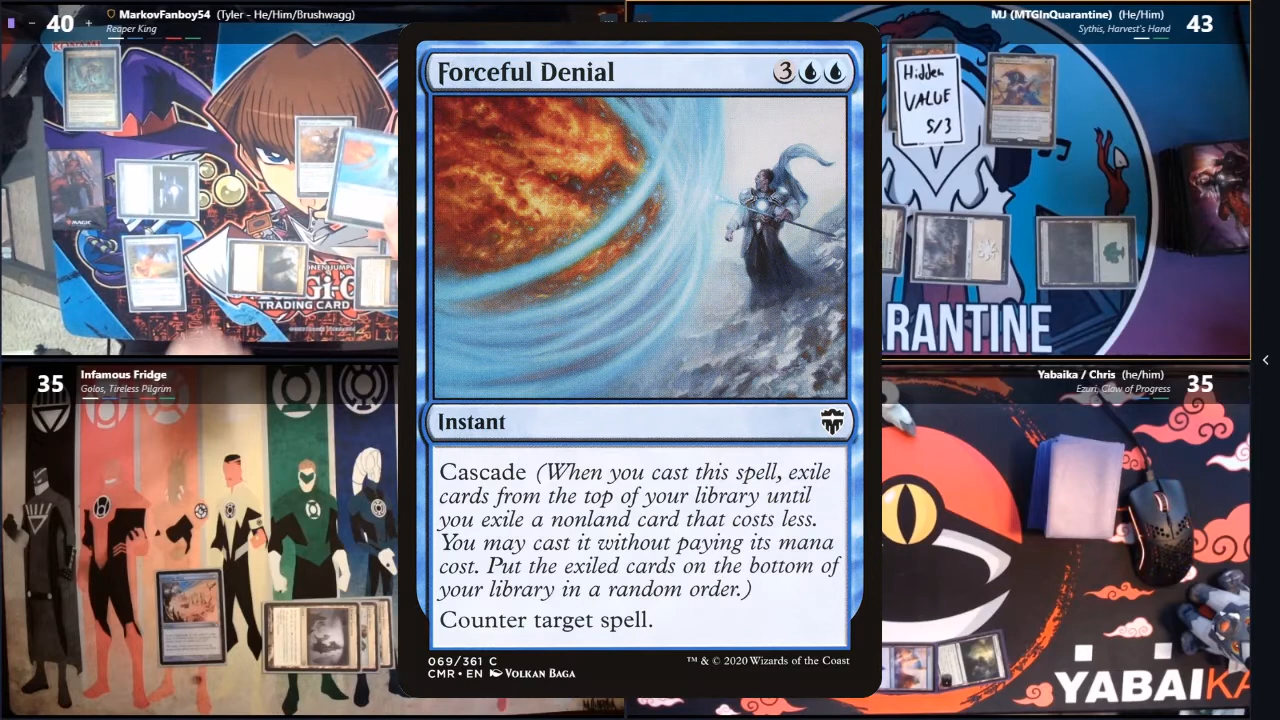 40
MarkovFanboy54 (Tyler - He/Him/Brushwagg)
Reaper King
KONAMI
MAGIC
TRADING CARD
MJ (MTGInQuarantine) (He/Him)
Sythis, Harvest's Hand
43
Hidden
VALUE
5/3
RANTINE
35
Infamous Fridge
Golos, Tireless Pilgrim
Yabaika / Chris (he/him)
Ezuri, Claw of Progress
35
YABAIKA
Forceful Denial
3
Instant
Cascade (When you cast this spell, exile
cards from the top of your library until
you exile a nonland card that costs less.
You may cast it without paying its mana
cost. Put the exiled cards on the bottom of
your library in a random order.)
Counter target spell.
069/361 C
CMR • EN VOLKAN BAGA
™ & © 2020 Wizards of the Coast